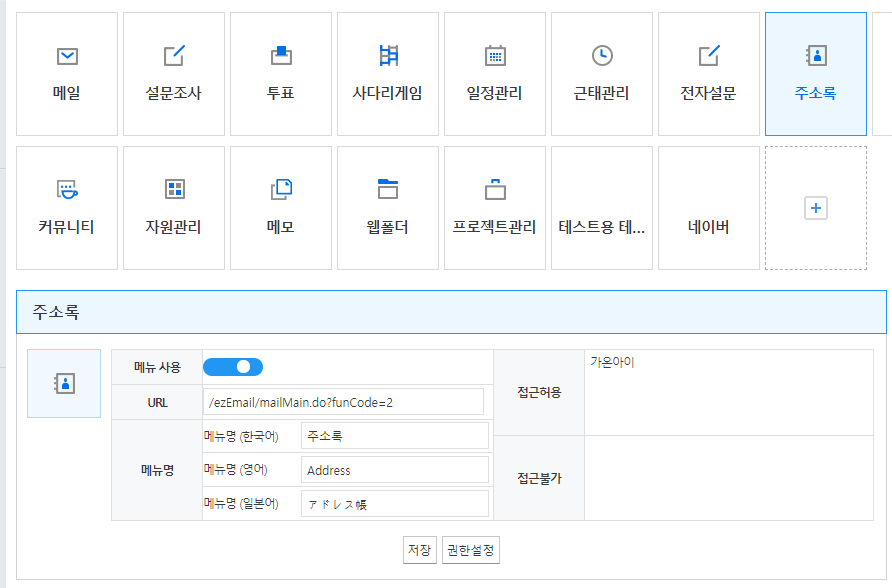 메일 설문조사 투표 사다리게임 일정관리 근태관리 전자설문 주소록
커뮤니티 자원관리 메모 웹폴더 프로젝트관리 테스트용 테... 네이버
주소록
메뉴 사용
URL /ezEmail/mailMain.do?funCode=2
메뉴명
메뉴명 (한국어) 주소록
메뉴명 (영어) Address
메뉴명 (일본어) アドレス帳
접근허용 가온아이
접근불가
저장 권한설정